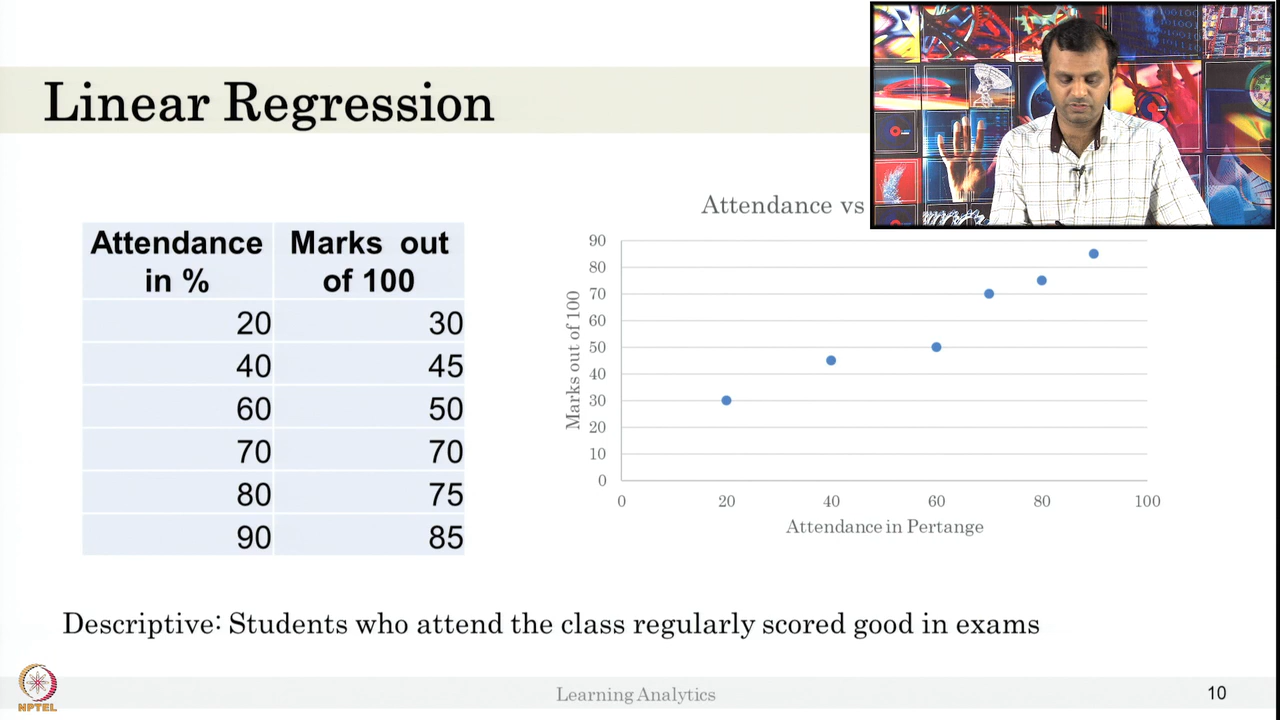 Linear Regression
Attendance in %
Marks out of 100
20 30
40 45
60 50
70 70
80 75
90 85
Attendance vs
90
80
70
60
50
40
30
20
10
0
Marks out of 100
0 20 40 60 80 100
Attendance in Pertange
Descriptive: Students who attend the class regularly scored good in exams
NPTEL
Learning Analytics
10